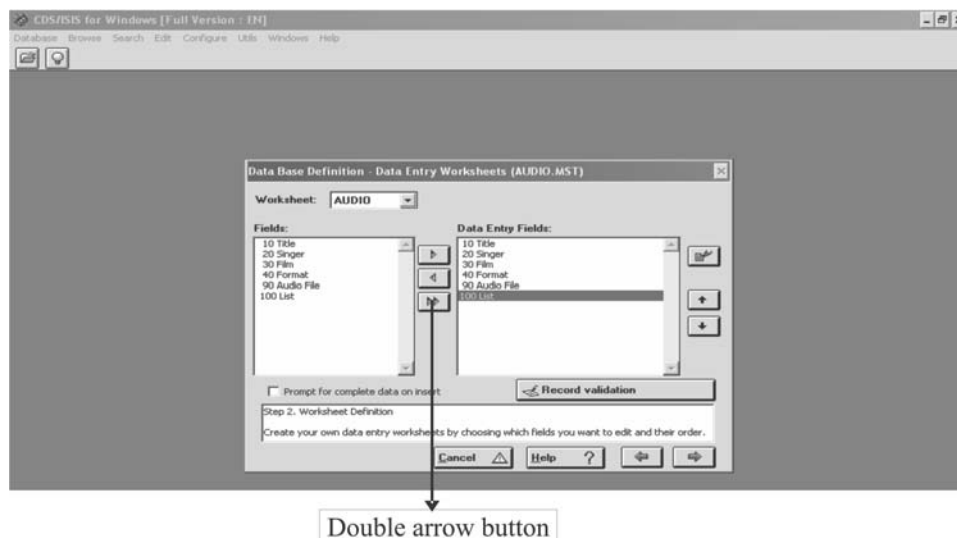 CDS/ISIS for Windows [Full Version : EN]
Database Browse Search Edit Configure Utils Windows Help
Data Base Definition - Data Entry Worksheets (AUDIO.MST)
Worksheet: AUDIO
Fields:
10 Title
20 Singer
30 Film
40 Format
90 Audio File
100 List
Data Entry Fields:
10 Title
20 Singer
30 Film
40 Format
90 Audio File
100 List
Prompt for complete data on insert
Record validation
Step 2. Worksheet Definition
Create your own data entry worksheets by choosing which fields you want to edit and their order.
Cancel Help ?
Double arrow button